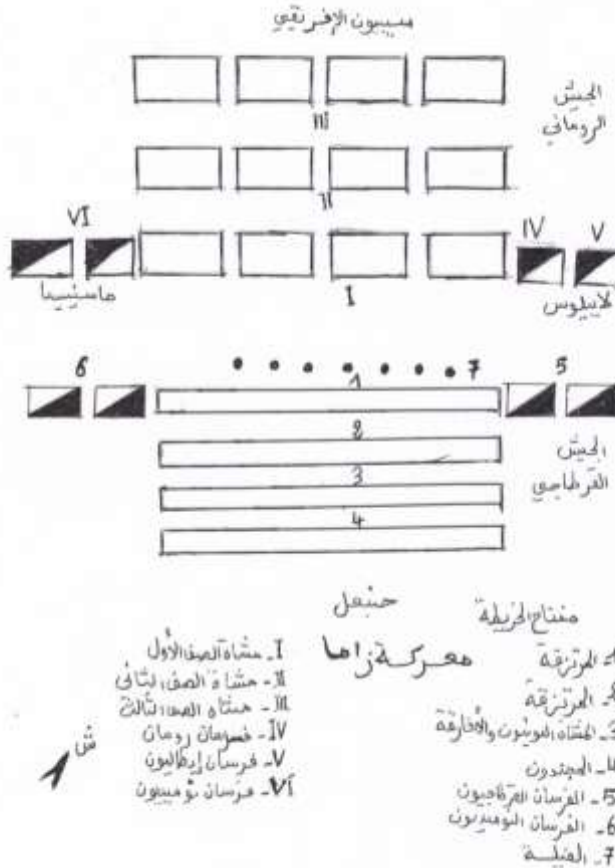 سيبيون الإفريقي
الجيش
الروماني
III
II
VI
IV
V
ماسنيسا
I
لايليوس
6
7
5
1
2
3
4
الجيش
القرطاجي
حنبعل
مفتاح الخريطة
معركة زاما
1- المرتزقة
المرتزقة
3- المشاة البونيون والأفارقة
4- المجندون
5- الفرسان القرطاجيون
6- الفرسان النوميديون
7- الفيلة
I- مشاة الصف الأول
II- مشاة الصف الثاني
III- مشاة الصف الثالث
IV- فرسان رومان
V- فرسان إيطاليون
VI- فرسان نوميديون
ش